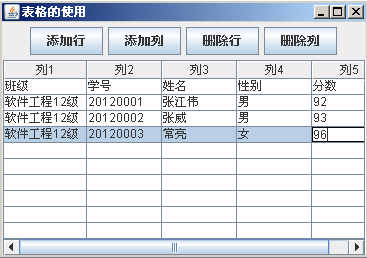 表格的使用
添加行 添加列 删除行 删除列
列1 列2 列3 列4 列5
班级 学号 姓名 性别 分数
软件工程12级 20120001 张江伟 男 92
软件工程12级 20120002 张威 男 93
软件工程12级 20120003 常亮 女 96